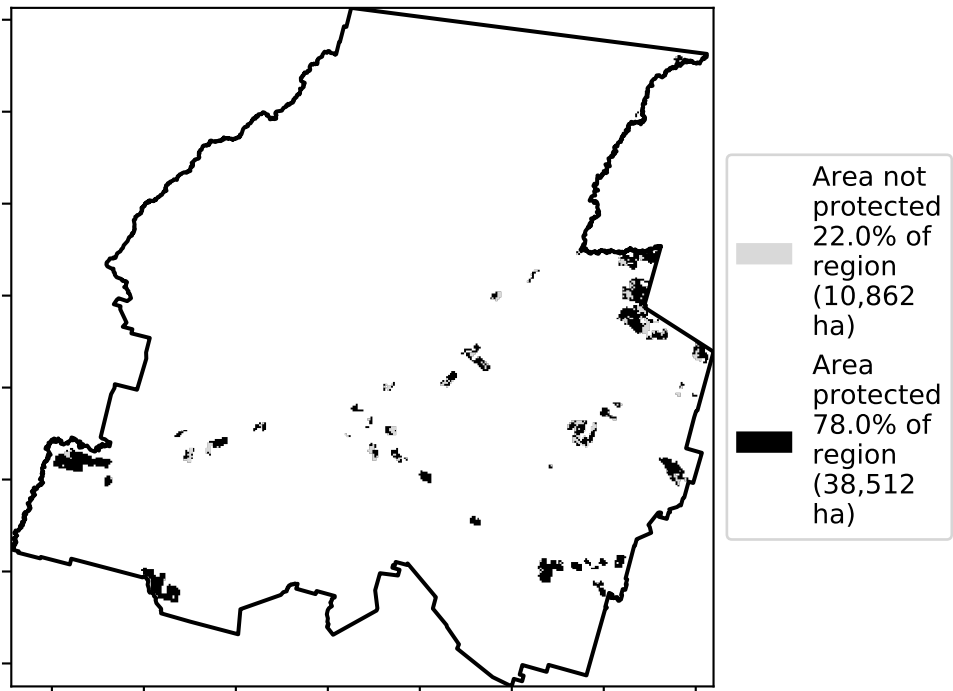 Area not
protected
22.0% of
region
(10,862
ha)
Area
protected
78.0% of
region
(38,512
ha)